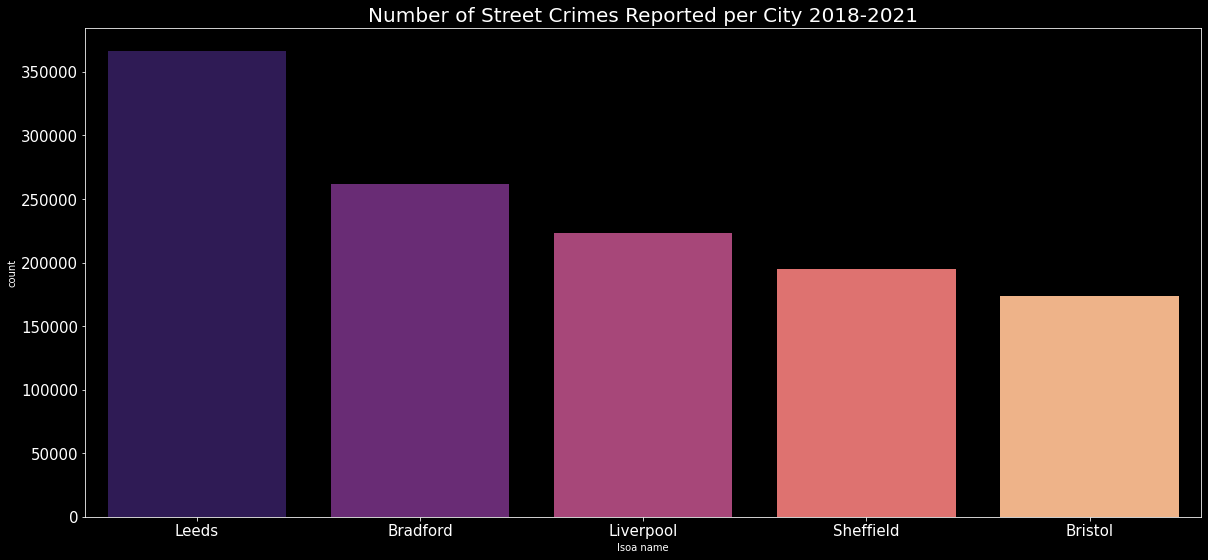 Number of Street Crimes Reported per City 2018-2021
350000
300000
250000
200000
150000
100000
50000
0
count
Leeds Bradford Liverpool Sheffield Bristol
lsoa name